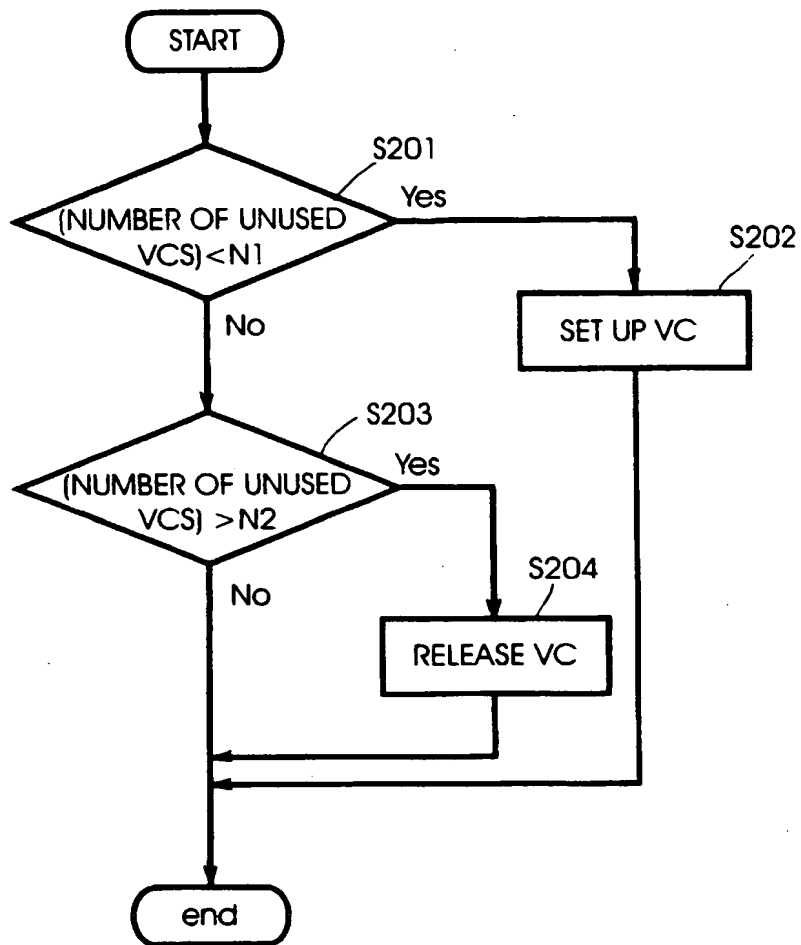 START
S201
(NUMBER OF UNUSED
VCS)<N1
Yes
S202
SET UP VC
No
S203
(NUMBER OF UNUSED
VCS) >N2
Yes
S204
No
RELEASE VC
end